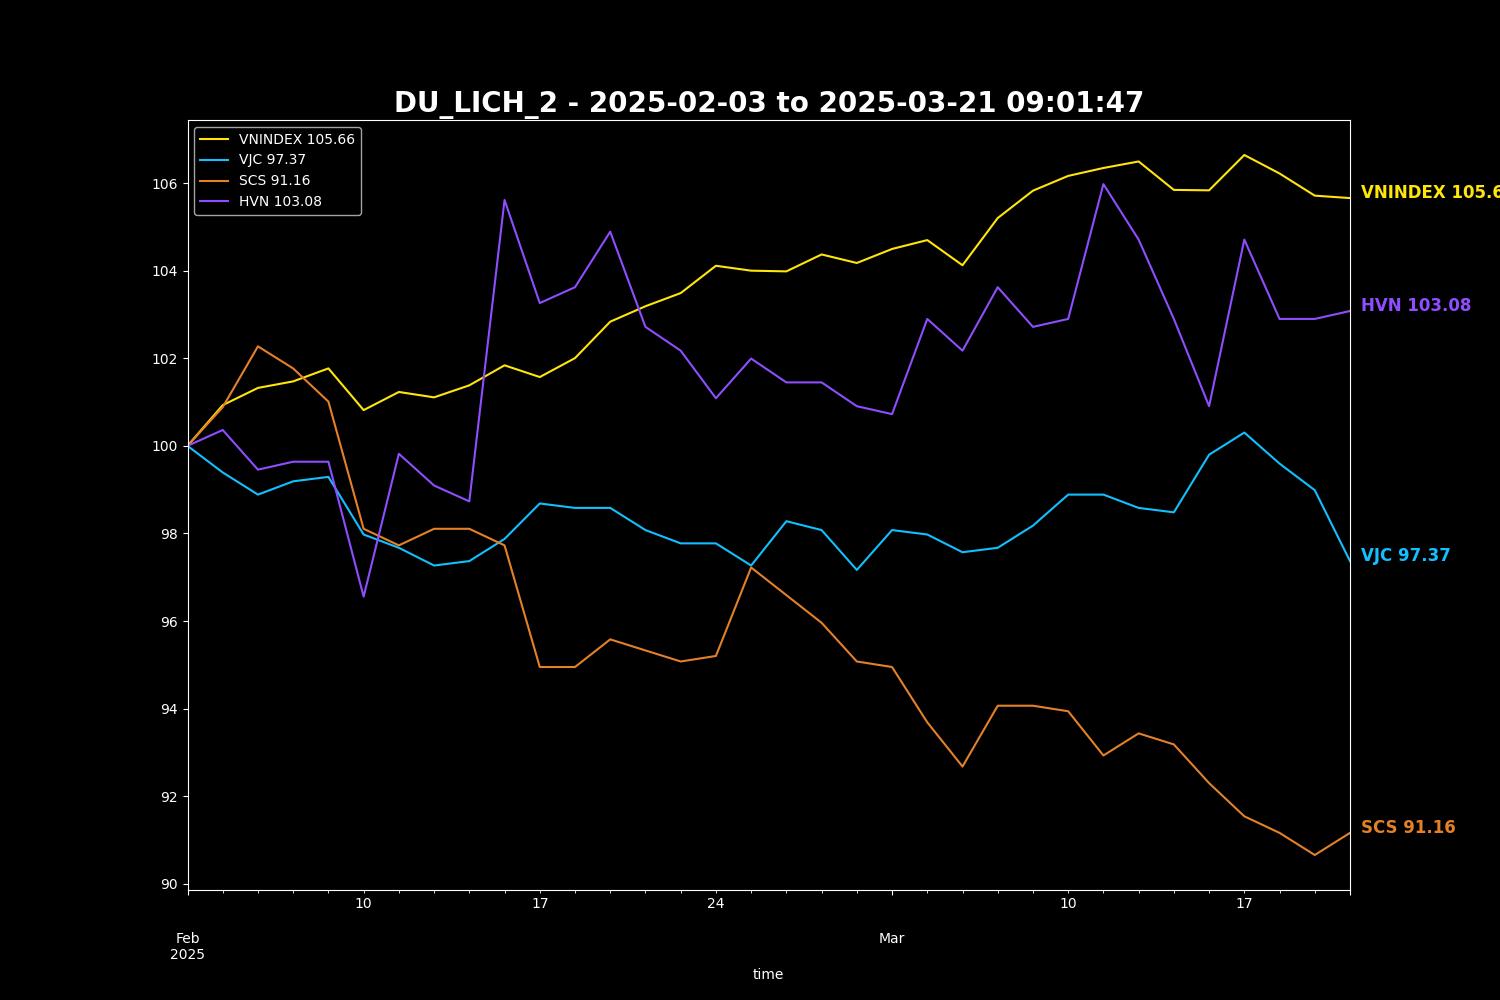 DU_LICH_2 - 2025-02-03 to 2025-03-21 09:01:47
VNINDEX 105.66
VJC 97.37
SCS 91.16
HVN 103.08
106
104
102
100
98
96
94
92
90
VNINDEX 105.6
HVN 103.08
VJC 97.37
SCS 91.16
10
17
24
10
17
Feb
2025
Mar
time